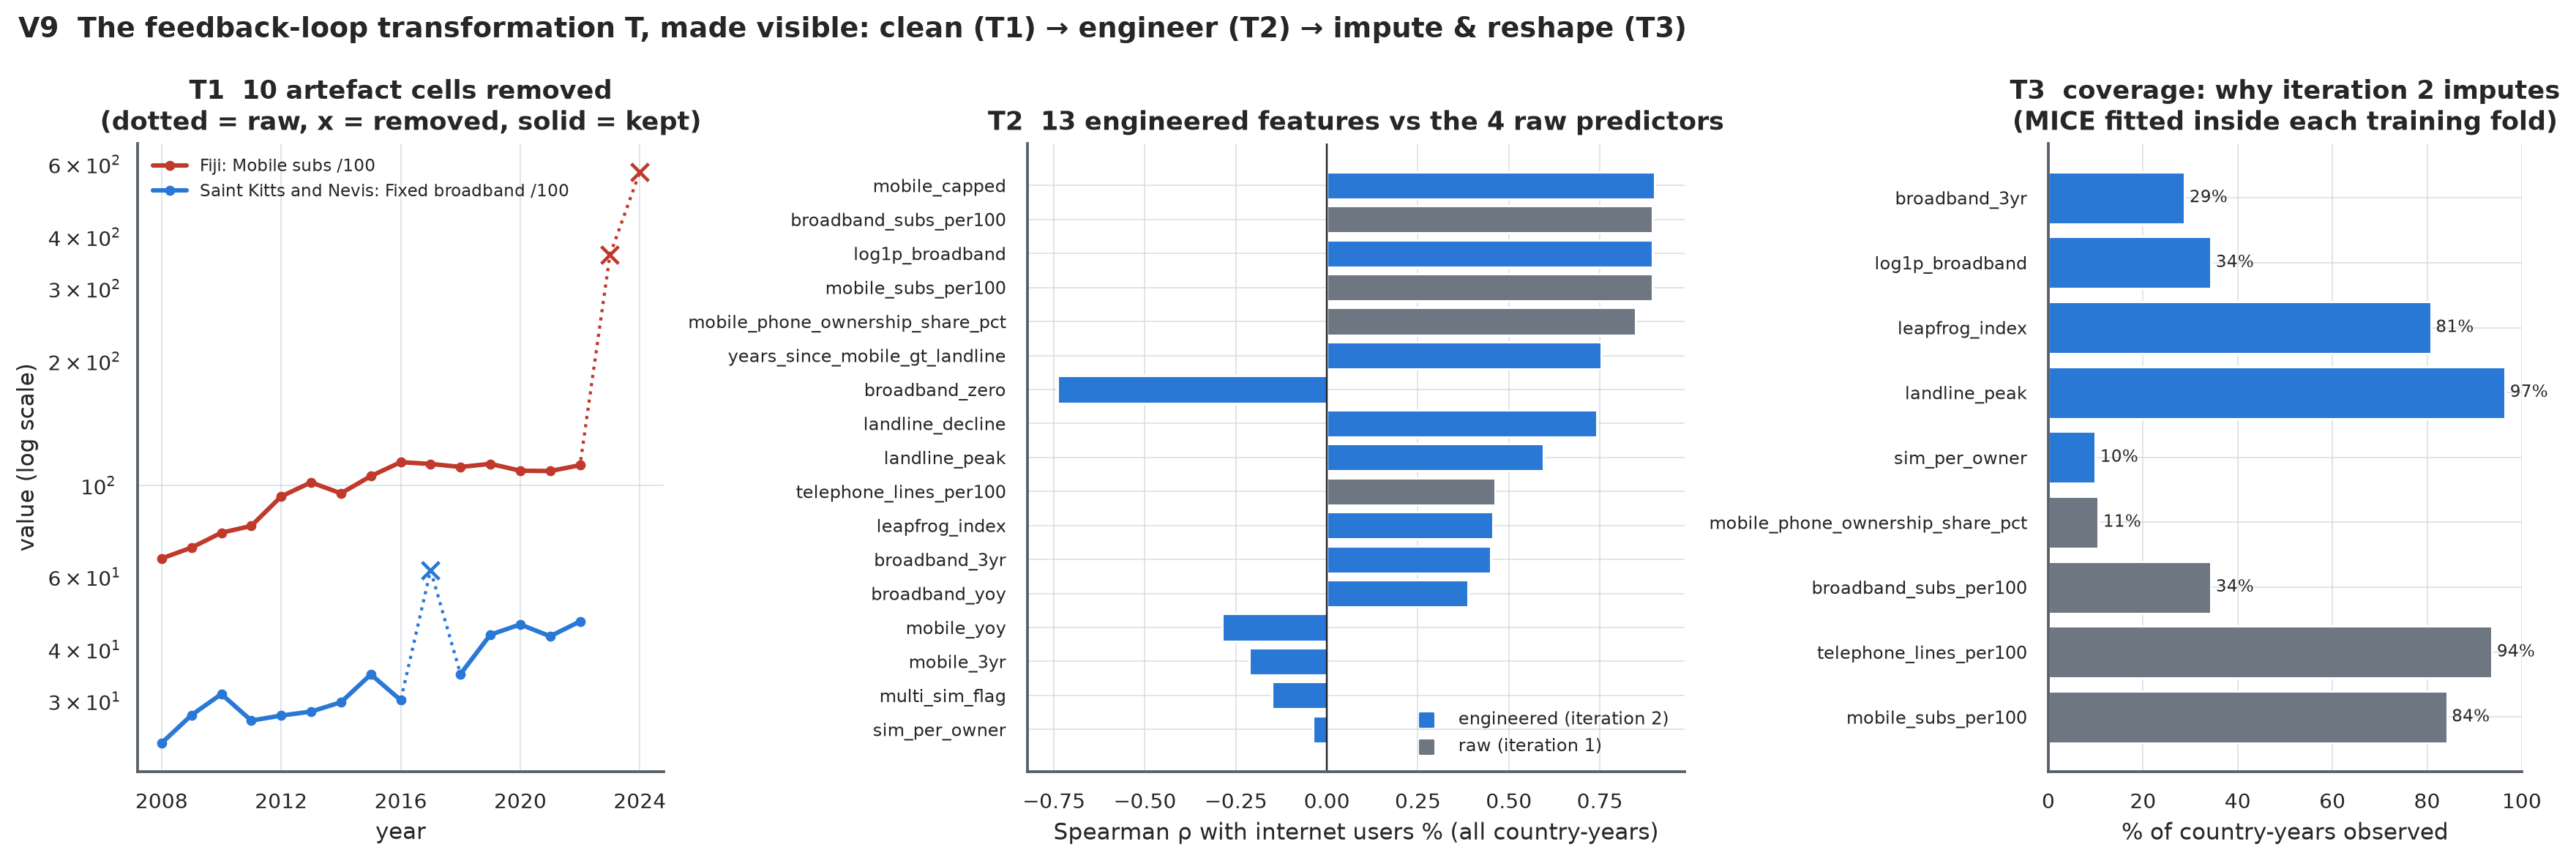 V9  The feedback-loop transformation T, made visible: clean (T1) → engineer (T2) → impute & reshape (T3)
T1  10 artefact cells removed
(dotted = raw, x = removed, solid = kept)
Fiji: Mobile subs /100
Saint Kitts and Nevis: Fixed broadband /100
6 × 10²
4 × 10²
3 × 10²
2 × 10²
10²
6 × 10¹
4 × 10¹
3 × 10¹
value (log scale)
2008 2012 2016 2020 2024
year
T2  13 engineered features vs the 4 raw predictors
mobile_capped
broadband_subs_per100
log1p_broadband
mobile_subs_per100
mobile_phone_ownership_share_pct
years_since_mobile_gt_landline
broadband_zero
landline_decline
landline_peak
telephone_lines_per100
leapfrog_index
broadband_3yr
broadband_yoy
mobile_yoy
mobile_3yr
multi_sim_flag
sim_per_owner
engineered (iteration 2)
raw (iteration 1)
−0.75 −0.50 −0.25 0.00 0.25 0.50 0.75
Spearman ρ with internet users % (all country-years)
T3  coverage: why iteration 2 imputes
(MICE fitted inside each training fold)
broadband_3yr 29%
log1p_broadband 34%
leapfrog_index 81%
landline_peak 97%
sim_per_owner 10%
mobile_phone_ownership_share_pct 11%
broadband_subs_per100 34%
telephone_lines_per100 94%
mobile_subs_per100 84%
0 20 40 60 80 100
% of country-years observed